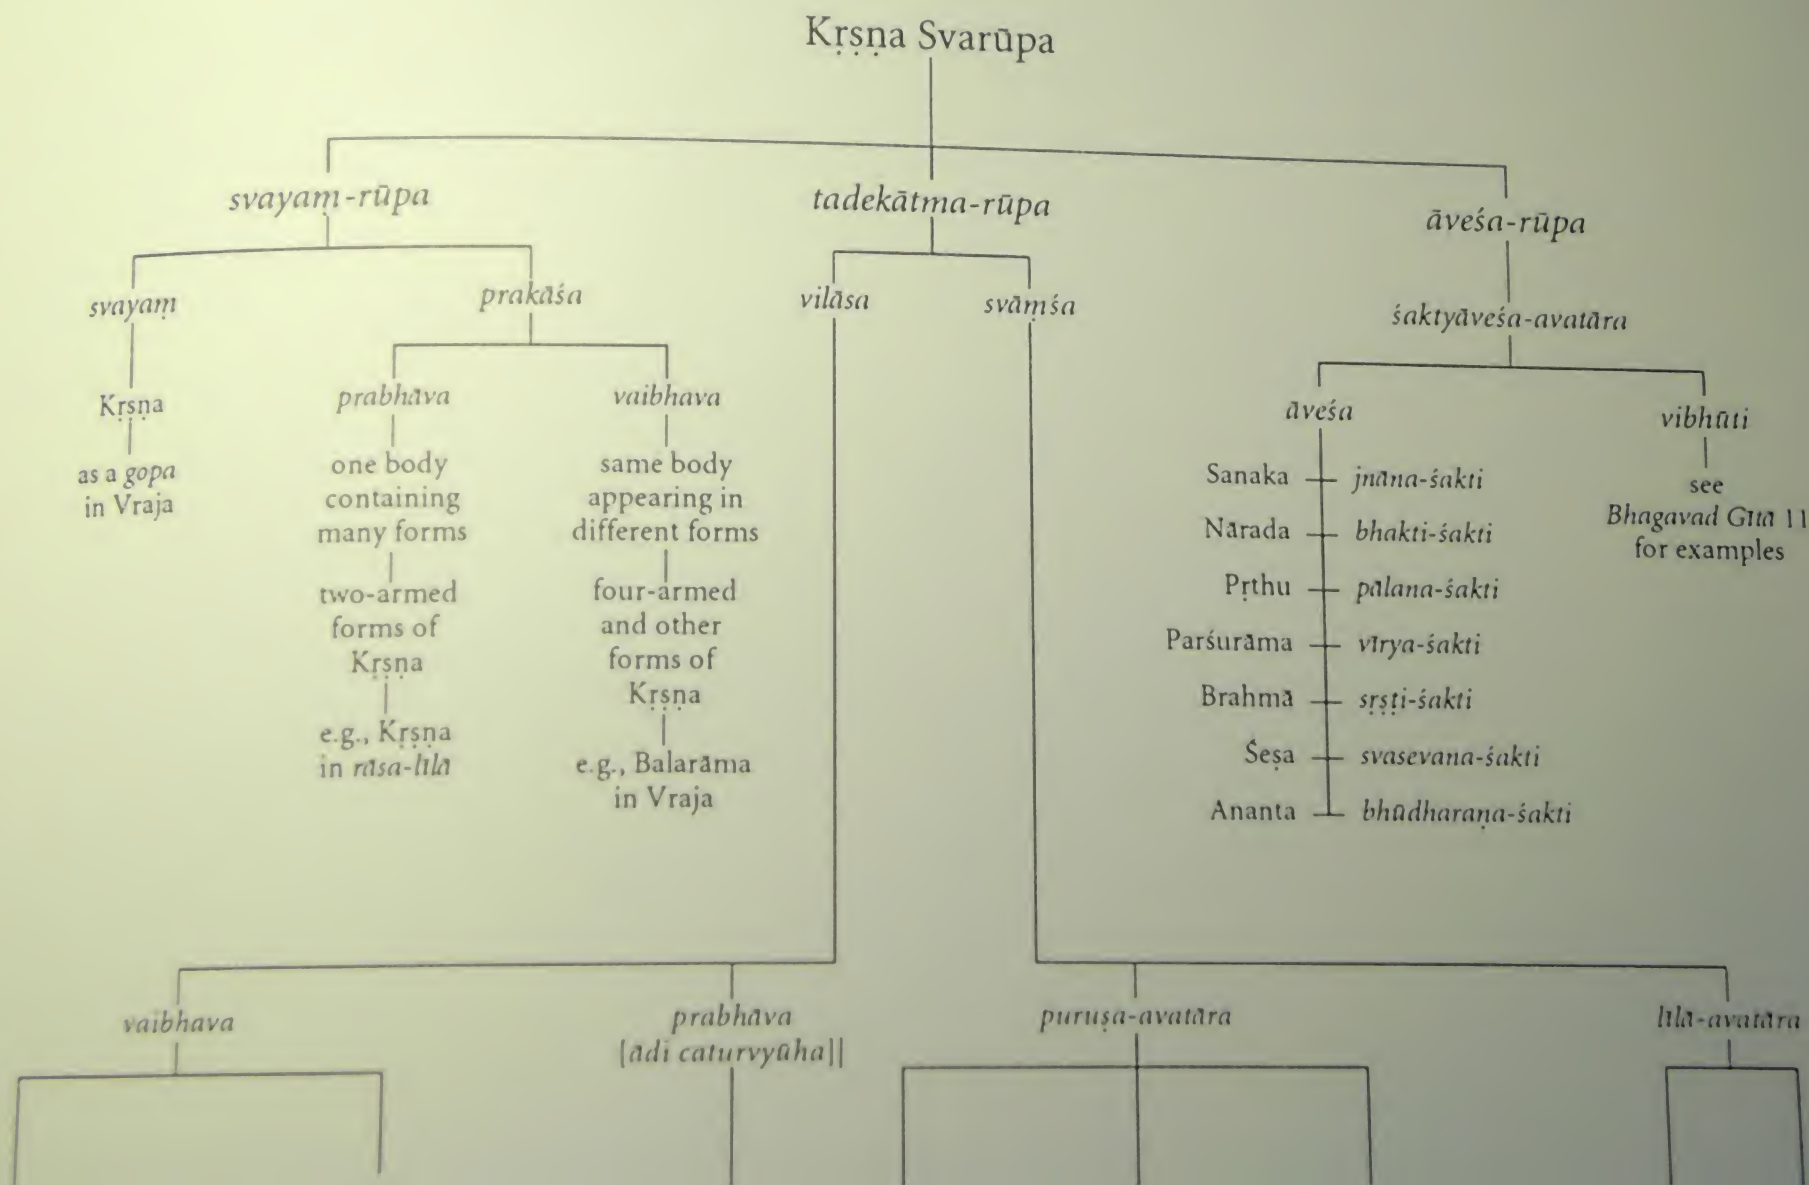 Kṛṣṇa Svarūpa
svayaṃ-rūpa
tadekātma-rūpa
āveśa-rūpa
svayaṃ
prakāśa
vilāsa
svāṃśa
śaktyāveśa-avatāra
Kṛṣṇa
as a gopa
in Vraja
prabhāva
one body
containing
many forms
two-armed
forms of
Kṛṣṇa
e.g., Kṛṣṇa
in rāsa-līlā
vaibhava
same body
appearing in
different forms
four-armed
and other
forms of
Kṛṣṇa
e.g., Balarāma
in Vraja
āveśa
Sanaka jnāna-śakti
Nārada bhakti-śakti
Pṛthu pālana-śakti
Parśurāma vīrya-śakti
Brahmā sṛṣṭi-śakti
Śeṣa svasevana-śakti
Ananta bhūdharaṇa-śakti
vibhūti
see
Bhagavad Gītā 11
for examples
vaibhava
prabhāva
[ādi caturvyūha]]
puruṣa-avatāra
līlā-avatāra